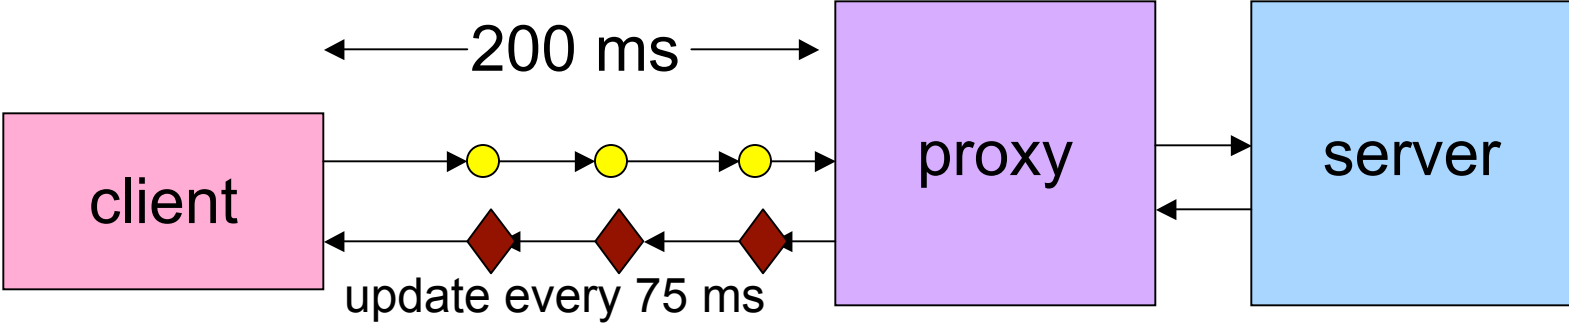 200 ms
client
proxy
server
update every 75 ms